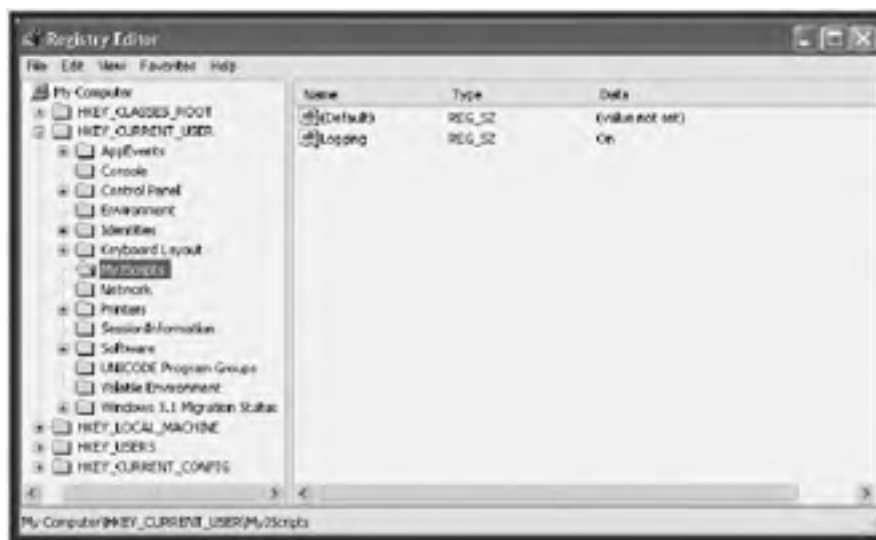 Registry Editor
File Edit View Favorites Help
My Computer
HKEY_CLASSES_ROOT
HKEY_CURRENT_USER
AppEvents
Console
Control Panel
Environment
Identities
Keyboard Layout
MyJScripts
Network
Printers
SessionInformation
Software
UNICODE Program Groups
Volatile Environment
Windows 3.1 Migration Status
HKEY_LOCAL_MACHINE
HKEY_USERS
HKEY_CURRENT_CONFIG
Name Type Data
(Default) REG_SZ (value not set)
Logging REG_SZ On
My Computer\HKEY_CURRENT_USER\MyJScripts